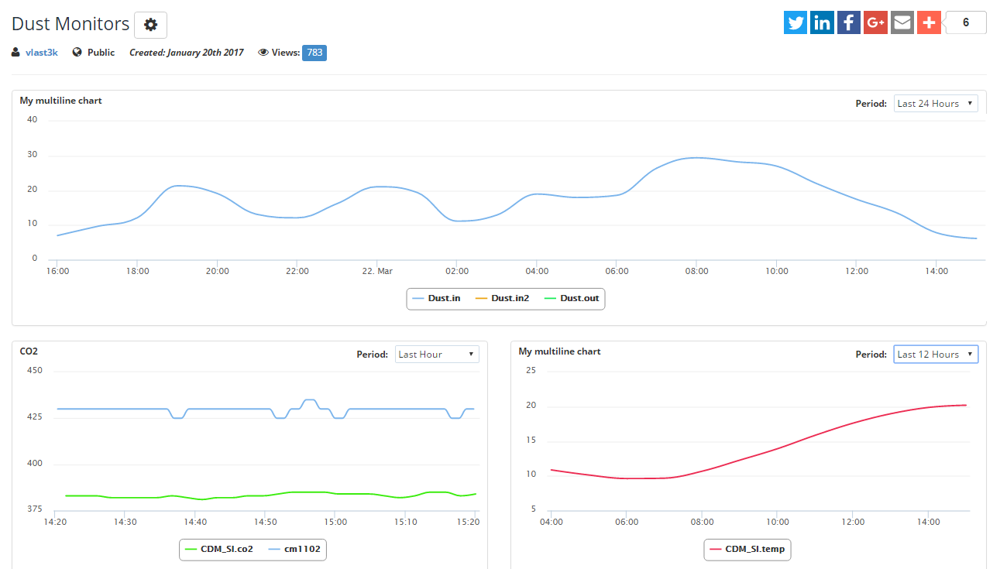 Dust Monitors
6
vlast3k Public Created: January 20th 2017 Views: 783
My multiline chart
Period: Last 24 Hours
40
30
20
10
0
16:00 18:00 20:00 22:00 22. Mar 02:00 04:00 06:00 08:00 10:00 12:00 14:00
Dust.in Dust.in2 Dust.out
CO2
Period: Last Hour
450
425
400
375
14:20 14:30 14:40 14:50 15:00 15:10 15:20
CDM_SI.co2 cm1102
My multiline chart
Period: Last 12 Hours
25
20
15
10
5
04:00 06:00 08:00 10:00 12:00 14:00
CDM_SI.temp